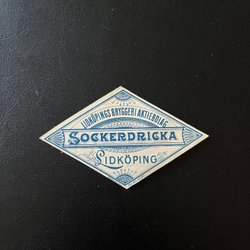 LIDKÖPINGS BRYGGERI AKTIEBOLAG
SOCKERDRICKA
LIDKÖPING